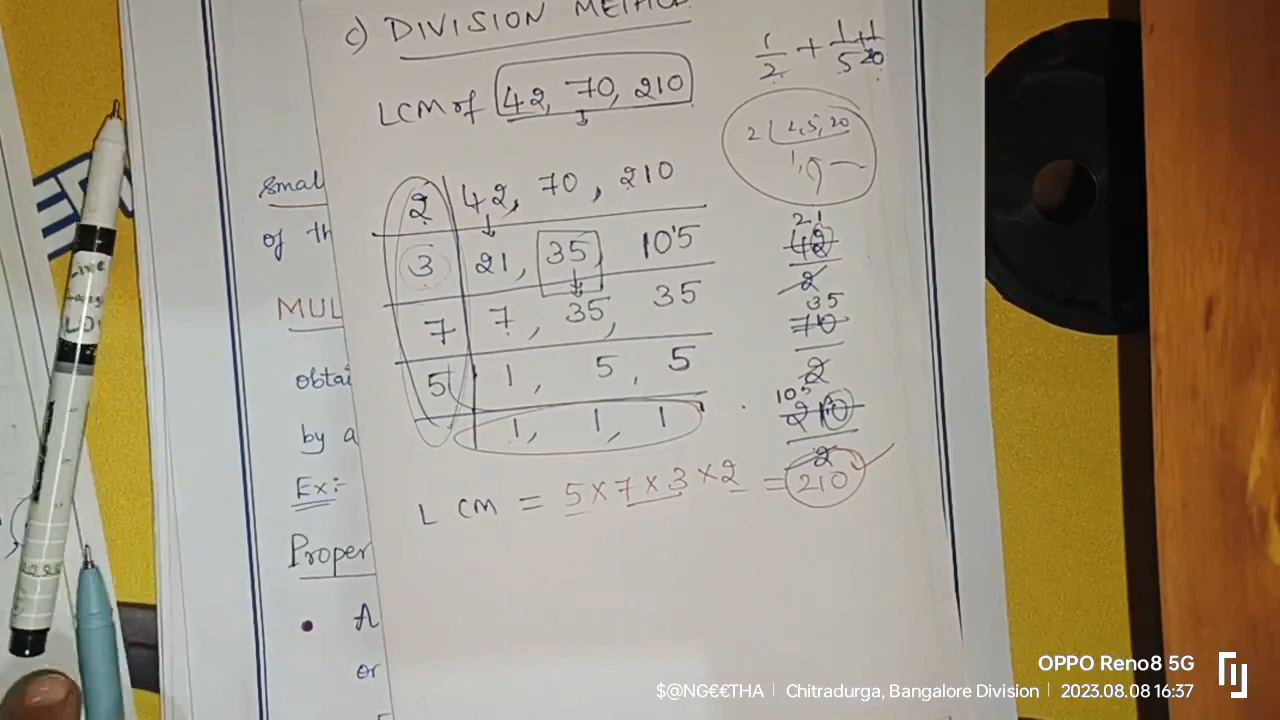 c) DIVISION METHOD
LCM of 42, 70, 210
2 | 42, 70, 210
3 | 21, 35, 105
7 | 7, 35, 35
5 | 1, 5, 5
1, 1, 1
LCM = 5 × 7 × 3 × 2 = 210
1/2 + 1/5 + 1/20
2 | 2, 5, 20
1,
21
42
2
35
70
2
105
210
2
Smal
of th
MUL
obtai
by a
Ex:-
Proper
• A
or
OPPO Reno8 5G
$@NG€€THA | Chitradurga, Bangalore Division | 2023.08.08 16:37